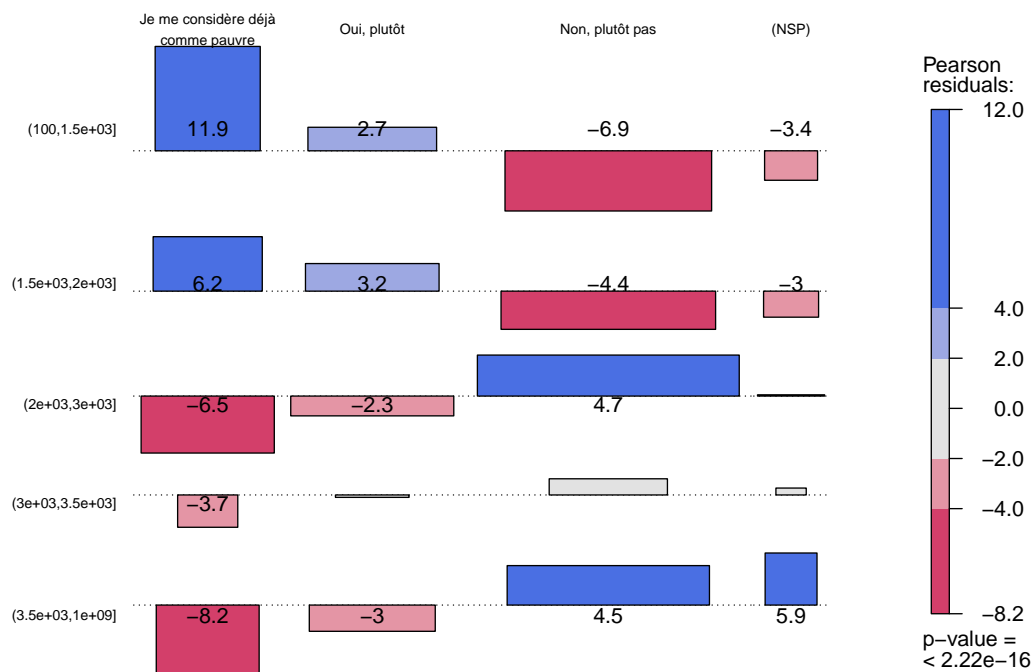 Je me considère déjà
comme pauvre
Oui, plutôt
Non, plutôt pas
(NSP)
(100,1.5e+03]
11.9
2.7
−6.9
−3.4
(1.5e+03,2e+03]
6.2
3.2
−4.4
−3
(2e+03,3e+03]
−6.5
−2.3
4.7
(3e+03,3.5e+03]
−3.7
(3.5e+03,1e+09]
−8.2
−3
4.5
5.9
Pearson
residuals:
12.0
4.0
2.0
0.0
−2.0
−4.0
−8.2
p−value =
< 2.22e−16